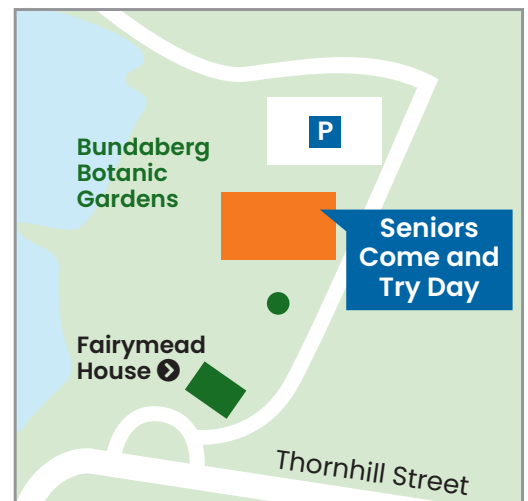 P
Bundaberg
Botanic
Gardens
Seniors
Come and
Try Day
Fairymead
House
Thornhill Street